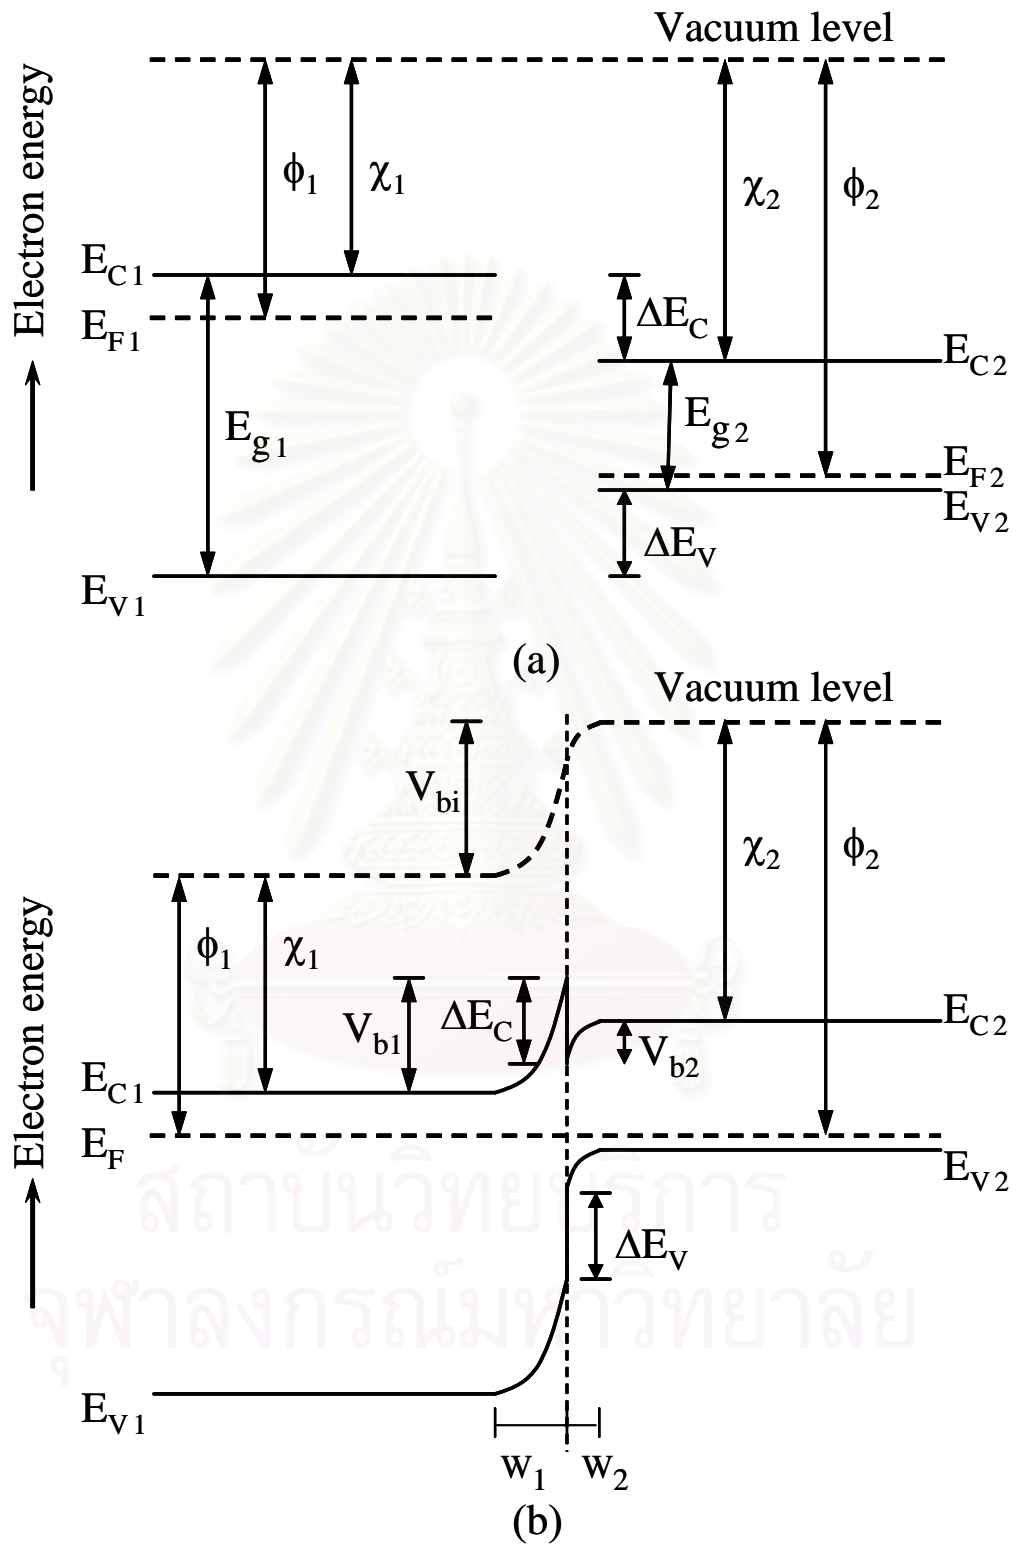 Vacuum level
Electron energy
ϕ1
χ1
χ2
ϕ2
EC1
EF1
ΔEC
EC2
Eg1
Eg2
EF2
EV2
ΔEV
EV1
(a)
Vacuum level
Vbi
χ2
ϕ2
Electron energy
ϕ1
χ1
Vb1
ΔEC
EC2
Vb2
EC1
EF
EV2
สถาบันวิทยบริการ
ΔEV
จุฬาลงกรณ์มหาวิทยาลัย
EV1
w1
w2
(b)